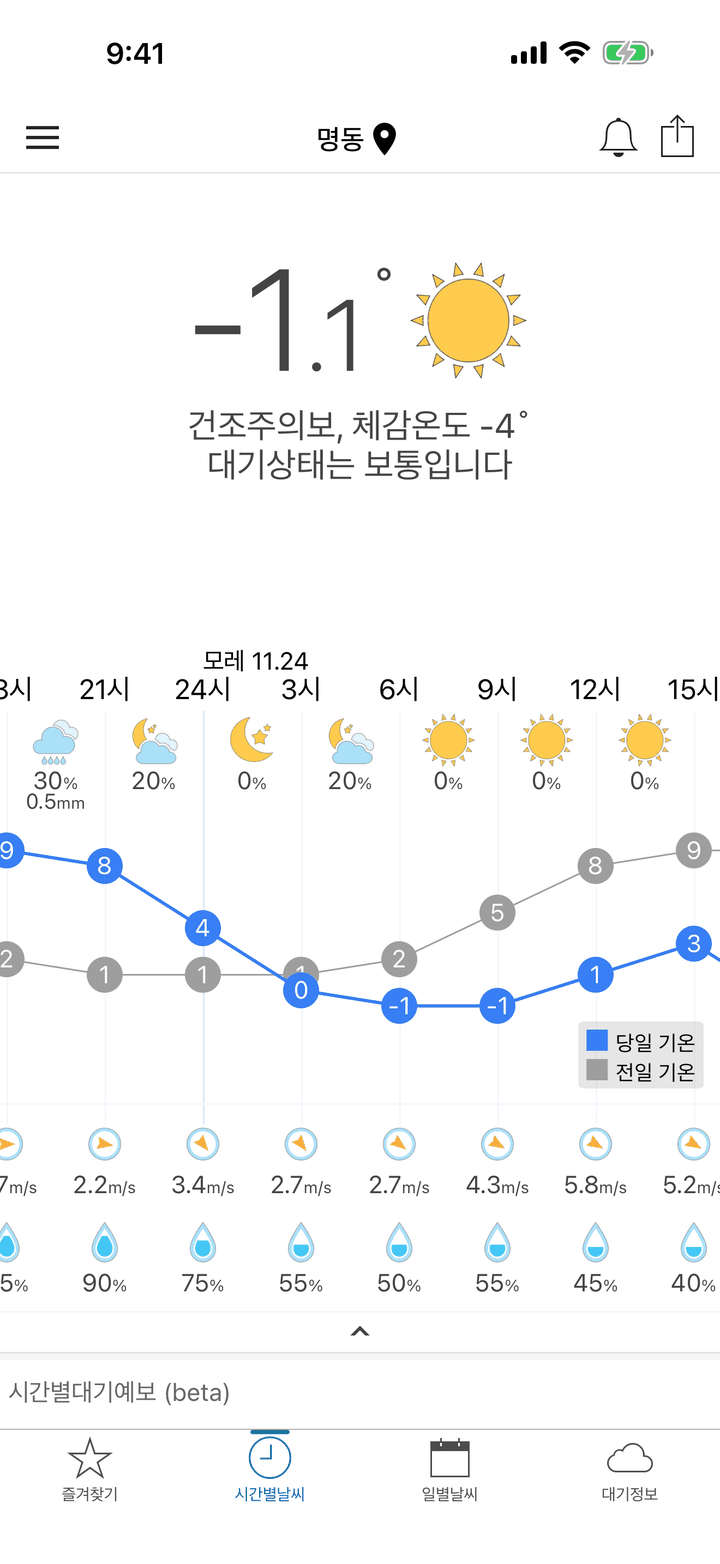 9:41
명동
-1.1°
건조주의보, 체감온도 -4°
대기상태는 보통입니다
모레 11.24
시 21시 24시 3시 6시 9시 12시 15시
30% 20% 0% 20% 0% 0% 0%
0.5mm
9 8 4 0 -1 -1 1 3
2 1 1 1 2 5 8 9
당일 기온
전일 기온
7m/s 2.2m/s 3.4m/s 2.7m/s 2.7m/s 4.3m/s 5.8m/s 5.2m/s
5% 90% 75% 55% 50% 55% 45% 40%
시간별대기예보 (beta)
즐겨찾기 시간별날씨 일별날씨 대기정보